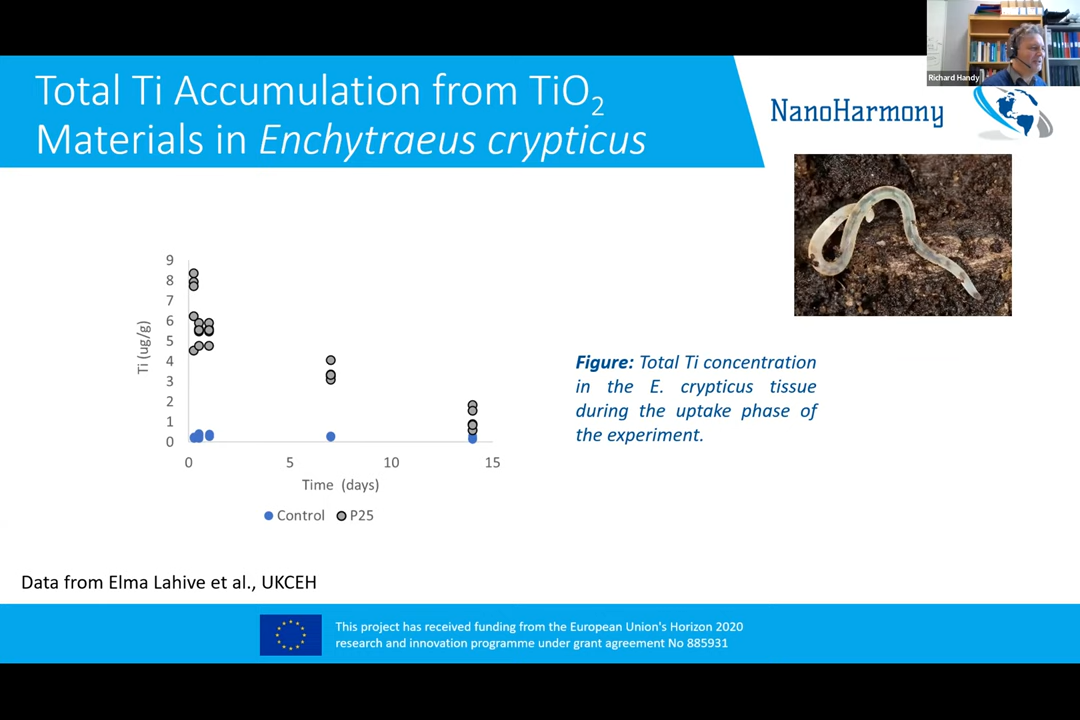 Total Ti Accumulation from TiO2
Materials in Enchytraeus crypticus
Richard Handy
NanoHarmony
9
8
7
6
5
4
3
2
1
0
Ti (ug/g)
0 5 10 15
Time (days)
Control P25
Figure: Total Ti concentration
in the E. crypticus tissue
during the uptake phase of
the experiment.
Data from Elma Lahive et al., UKCEH
This project has received funding from the European Union's Horizon 2020
research and innovation programme under grant agreement No 885931